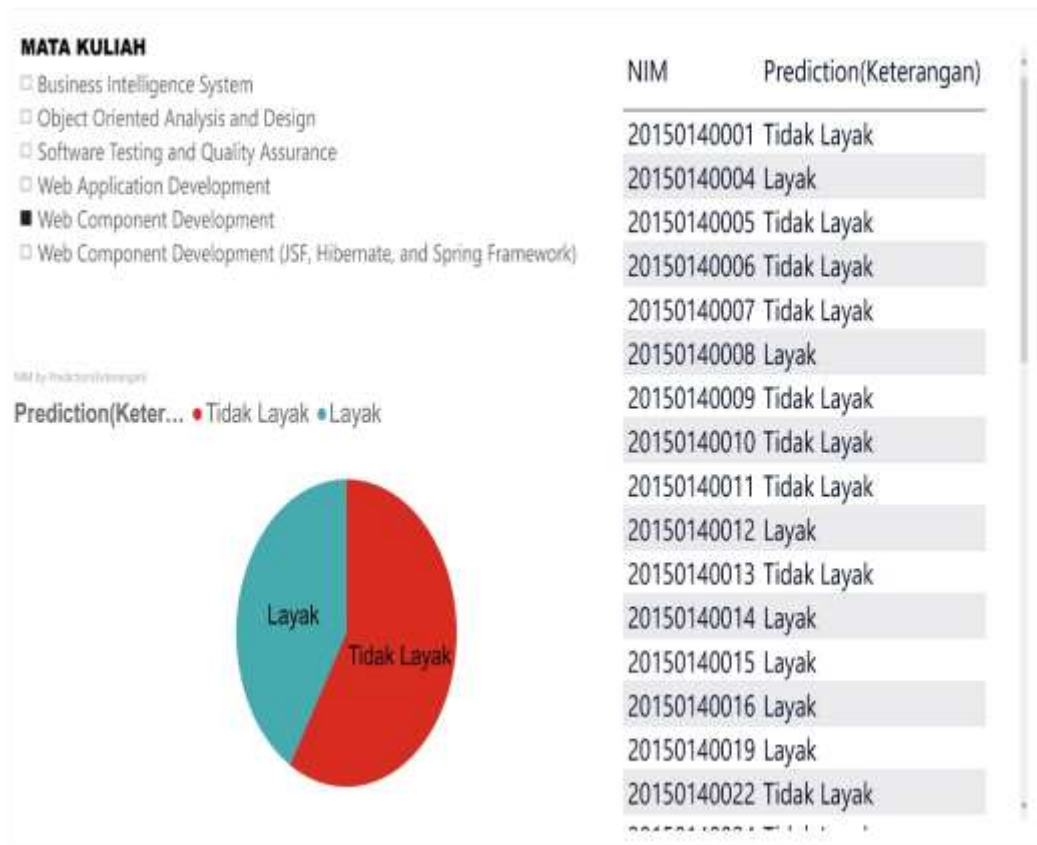 MATA KULIAH
Business Intelligence System
Object Oriented Analysis and Design
Software Testing and Quality Assurance
Web Application Development
Web Component Development
Web Component Development (JSF, Hibernate, and Spring Framework)
NIM by Prediction(Keterangan)
Prediction(Keter... Tidak Layak Layak
Layak
Tidak Layak
NIM Prediction(Keterangan)
20150140001 Tidak Layak
20150140004 Layak
20150140005 Tidak Layak
20150140006 Tidak Layak
20150140007 Tidak Layak
20150140008 Layak
20150140009 Tidak Layak
20150140010 Tidak Layak
20150140011 Tidak Layak
20150140012 Layak
20150140013 Tidak Layak
20150140014 Layak
20150140015 Layak
20150140016 Layak
20150140019 Layak
20150140022 Tidak Layak